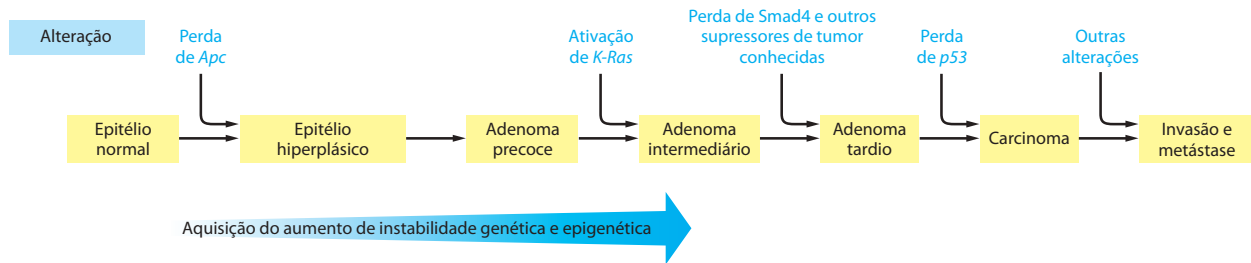 Alteração
Perda
de Apc
Ativação
de K-Ras
Perda de Smad4 e outros
supressores de tumor
conhecidas
Perda
de p53
Outras
alterações
Epitélio
normal
Epitélio
hiperplásico
Adenoma
precoce
Adenoma
intermediário
Adenoma
tardio
Carcinoma
Invasão e
metástase
Aquisição do aumento de instabilidade genética e epigenética